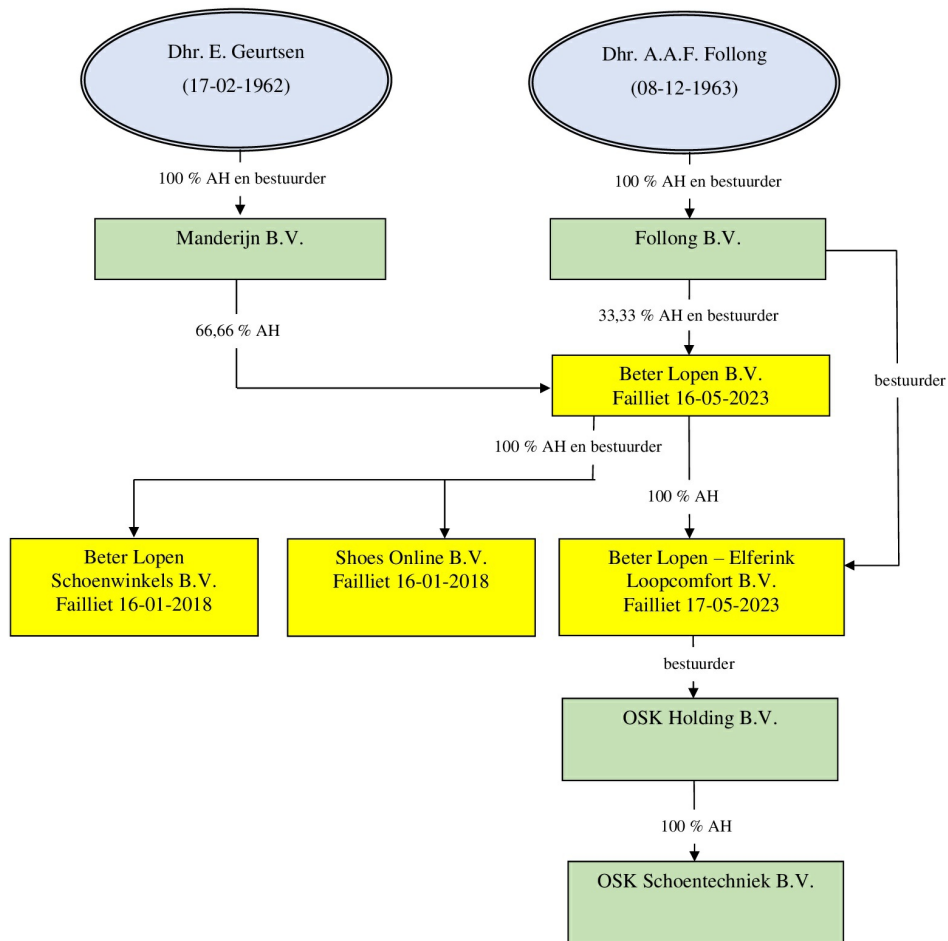 Dhr. E. Geurtsen
(17-02-1962)
Dhr. A.A.F. Follong
(08-12-1963)
100 % AH en bestuurder
100 % AH en bestuurder
Manderijn B.V.
Follong B.V.
66,66 % AH
33,33 % AH en bestuurder
bestuurder
Beter Lopen B.V.
Failliet 16-05-2023
100 % AH en bestuurder
100 % AH
Beter Lopen
Schoenwinkels B.V.
Failliet 16-01-2018
Shoes Online B.V.
Failliet 16-01-2018
Beter Lopen – Elferink
Loopcomfort B.V.
Failliet 17-05-2023
bestuurder
OSK Holding B.V.
100 % AH
OSK Schoentechniek B.V.